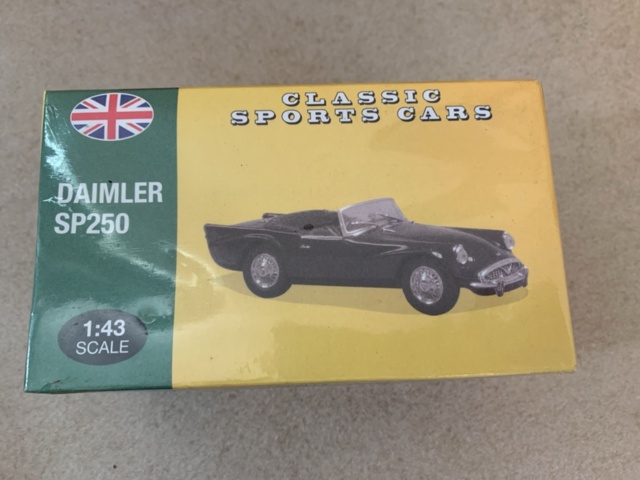 CLASSIC
SPORTS CARS
DAIMLER
SP250
1:43
SCALE